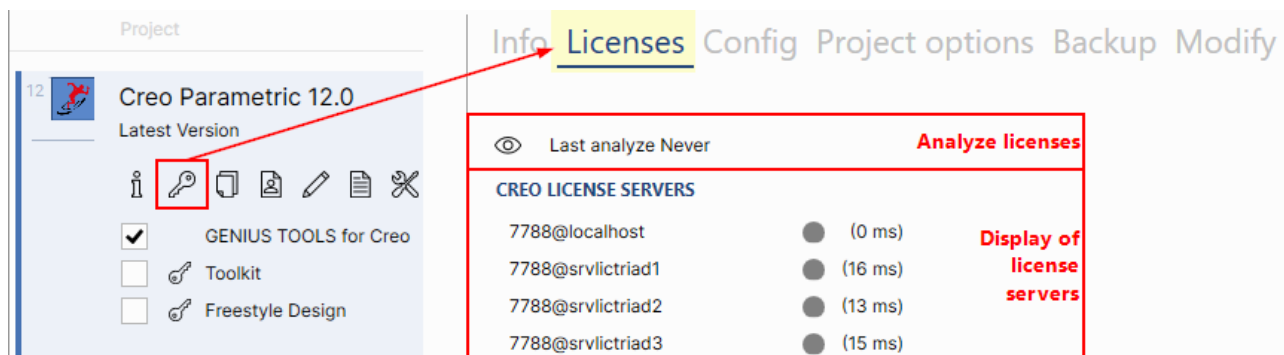 Project
12
Creo Parametric 12.0
Latest Version
GENIUS TOOLS for Creo
Toolkit
Freestyle Design
Info Licenses Config Project options Backup Modify
Last analyze Never
Analyze licenses
CREO LICENSE SERVERS
7788@localhost (0 ms)
7788@srvlictriad1 (16 ms)
7788@srvlictriad2 (13 ms)
7788@srvlictriad3 (15 ms)
Display of
license
servers